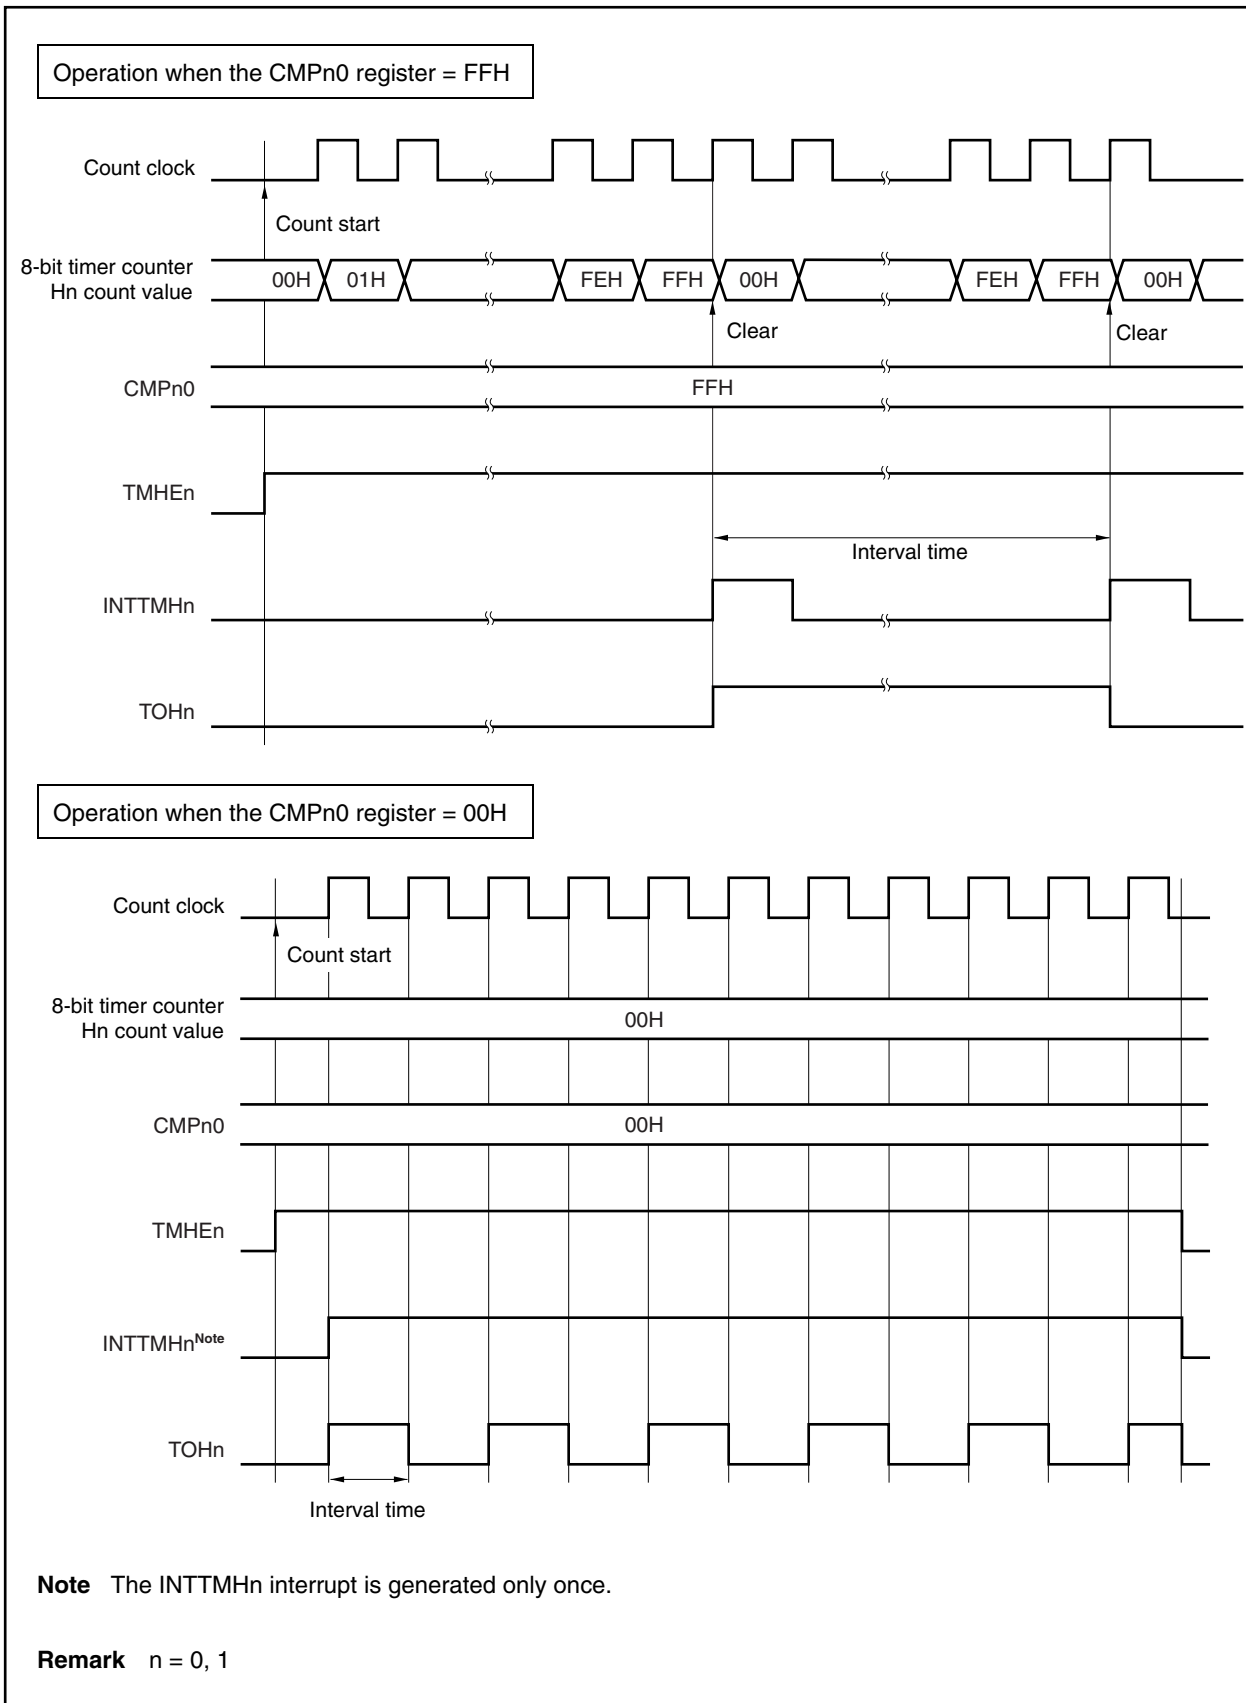 Operation when the CMPn0 register = FFH
Count clock
Count start
8-bit timer counter
Hn count value
00H
01H
FEH
FFH
00H
FEH
FFH
00H
Clear
Clear
CMPn0
FFH
TMHEn
Interval time
INTTMHn
TOHn
Operation when the CMPn0 register = 00H
Count clock
Count start
8-bit timer counter
Hn count value
00H
CMPn0
00H
TMHEn
INTTMHnNote
TOHn
Interval time
Note The INTTMHn interrupt is generated only once.
Remark n = 0, 1